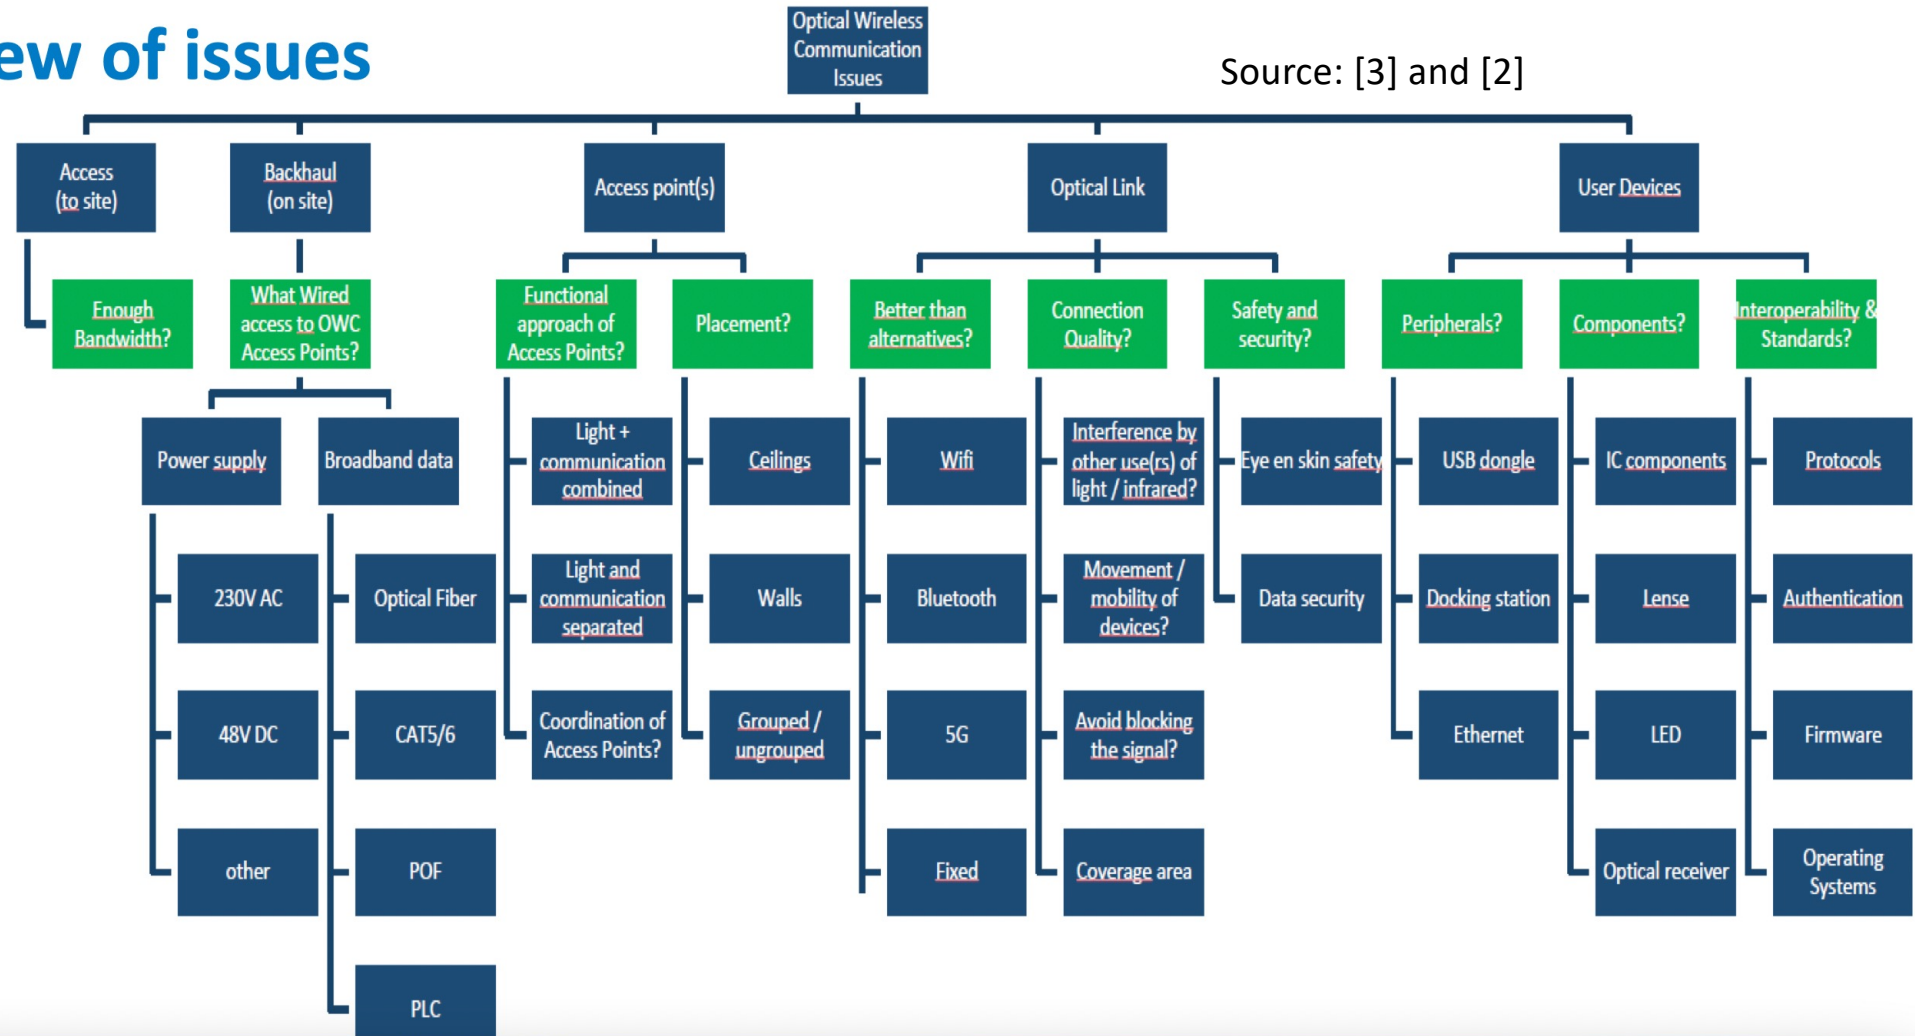 ew of issues
Optical Wireless
Communication
Issues
Source: [3] and [2]
Access
(to site)
Backhaul
(on site)
Access point(s)
Optical Link
User Devices
Enough
Bandwidth?
What Wired
access to OWC
Access Points?
Functional
approach of
Access Points?
Placement?
Better than
alternatives?
Connection
Quality?
Safety and
security?
Peripherals?
Components?
Interoperability &
Standards?
Power supply
Broadband data
Light +
communication
combined
Ceilings
Wifi
Interference by
other use(rs) of
light / infrared?
Eye en skin safety
USB dongle
IC components
Protocols
230V AC
Optical Fiber
Light and
communication
separated
Walls
Bluetooth
Movement /
mobility of
devices?
Data security
Docking station
Lense
Authentication
48V DC
CAT5/6
Coordination of
Access Points?
Grouped /
ungrouped
5G
Avoid blocking
the signal?
Ethernet
LED
Firmware
other
POF
Fixed
Coverage area
Optical receiver
Operating
Systems
PLC